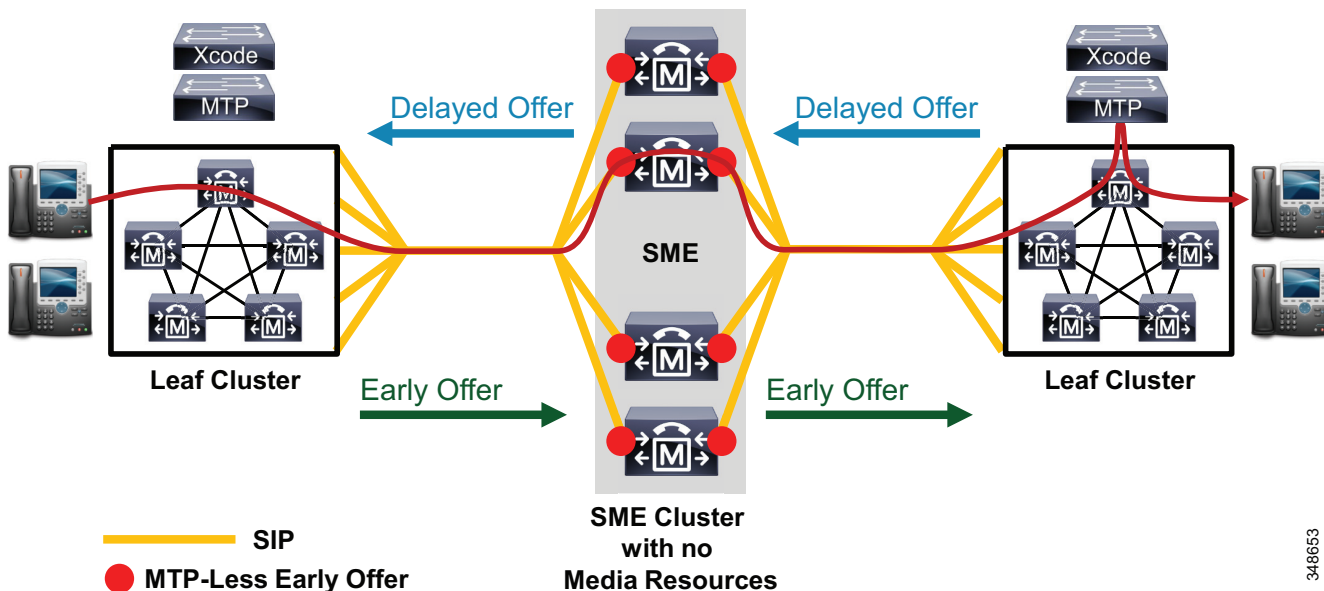 Xcode
MTP
Delayed Offer
M
M
M
M
M
Leaf Cluster
Early Offer
M
M
SME
M
M
SME Cluster
with no
Media Resources
Delayed Offer
Early Offer
Xcode
MTP
M
M
M
M
M
Leaf Cluster
SIP
MTP-Less Early Offer
348653